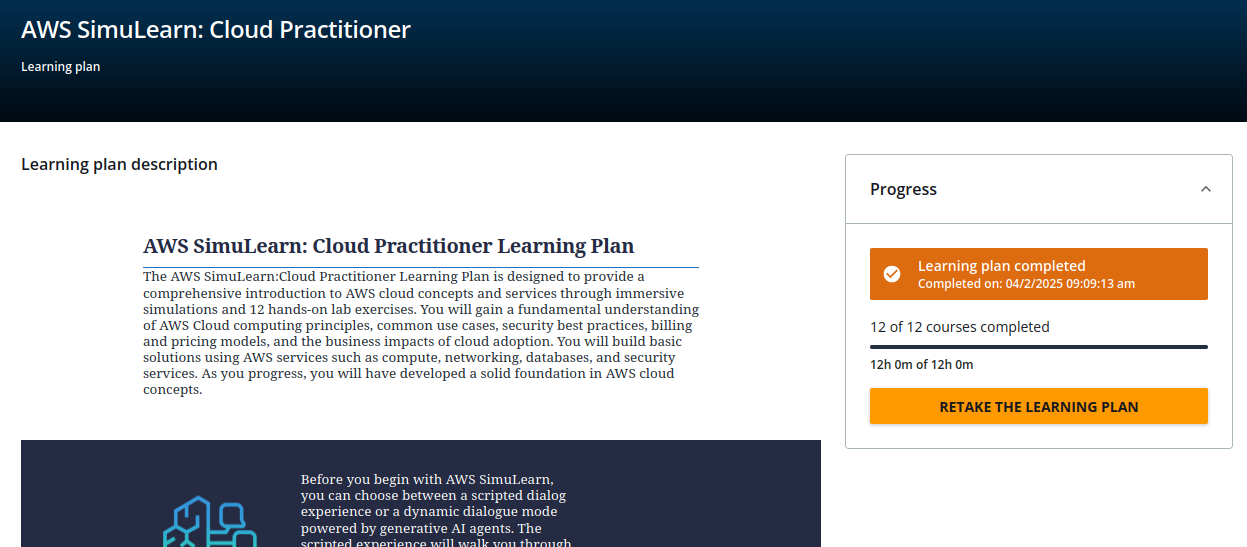 AWS SimuLearn: Cloud Practitioner
Learning plan
Learning plan description
AWS SimuLearn: Cloud Practitioner Learning Plan
The AWS SimuLearn:Cloud Practitioner Learning Plan is designed to provide a
comprehensive introduction to AWS cloud concepts and services through immersive
simulations and 12 hands-on lab exercises. You will gain a fundamental understanding
of AWS Cloud computing principles, common use cases, security best practices, billing
and pricing models, and the business impacts of cloud adoption. You will build basic
solutions using AWS services such as compute, networking, databases, and security
services. As you progress, you will have developed a solid foundation in AWS cloud
concepts.
Before you begin with AWS SimuLearn,
you can choose between a scripted dialog
experience or a dynamic dialogue mode
powered by generative AI agents. The
scripted experience will walk you through
Progress
Learning plan completed
Completed on: 04/2/2025 09:09:13 am
12 of 12 courses completed
12h 0m of 12h 0m
RETAKE THE LEARNING PLAN